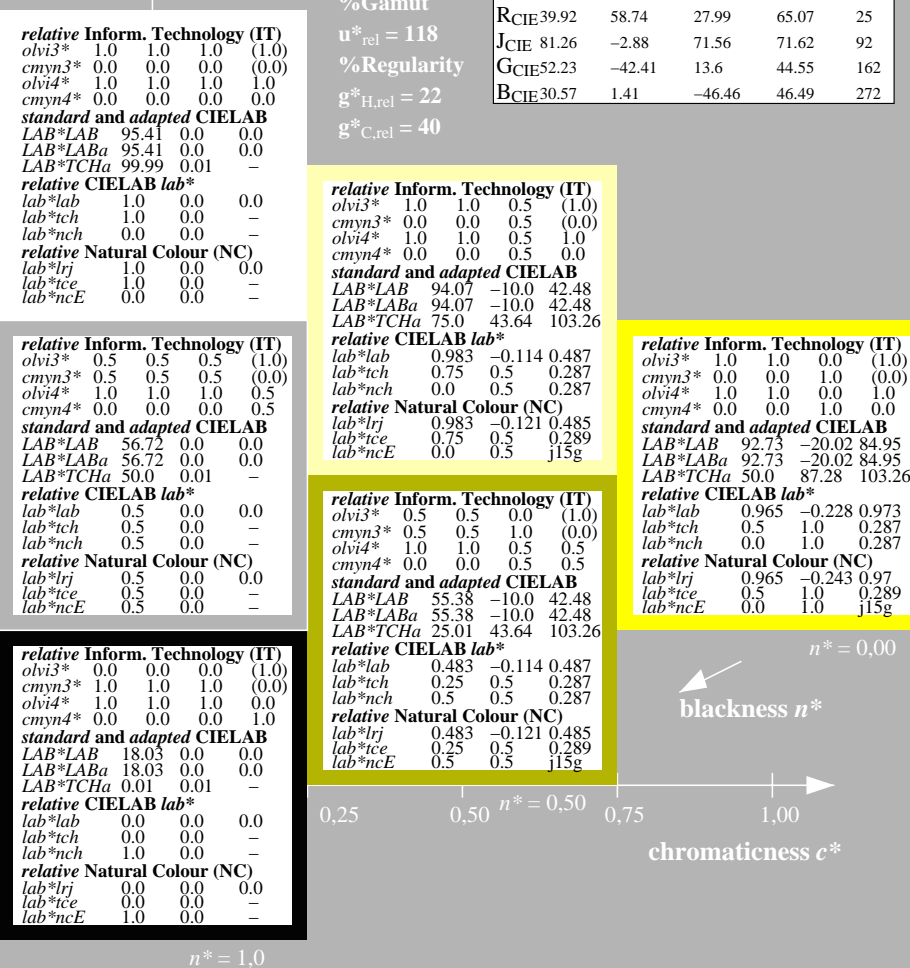 %Gamut
u*rel = 118
%Regularity
g*H,rel = 22
g*C,rel = 40
RCIE 39.92 58.74 27.99 65.07 25
JCIE 81.26 –2.88 71.56 71.62 92
GCIE 52.23 –42.41 13.6 44.55 162
BCIE 30.57 1.41 –46.46 46.49 272
relative Inform. Technology (IT)
olvi3* 1.0 1.0 1.0 (1.0)
cmyn3* 0.0 0.0 0.0 (0.0)
olvi4* 1.0 1.0 1.0 1.0
cmyn4* 0.0 0.0 0.0 0.0
standard and adapted CIELAB
LAB*LAB 95.41 0.0 0.0
LAB*LABa 95.41 0.0 0.0
LAB*TCHa 99.99 0.01 –
relative CIELAB lab*
lab*lab 1.0 0.0 0.0
lab*tch 1.0 0.0 –
lab*nch 0.0 0.0 –
relative Natural Colour (NC)
lab*lrj 1.0 0.0 0.0
lab*tce 1.0 0.0 –
lab*ncE 0.0 0.0 –
relative Inform. Technology (IT)
olvi3* 1.0 1.0 0.5 (1.0)
cmyn3* 0.0 0.0 0.5 (0.0)
olvi4* 1.0 1.0 0.5 1.0
cmyn4* 0.0 0.0 0.5 0.0
standard and adapted CIELAB
LAB*LAB 94.07 –10.0 42.48
LAB*LABa 94.07 –10.0 42.48
LAB*TCHa 75.0 43.64 103.26
relative CIELAB lab*
lab*lab 0.983 –0.114 0.487
lab*tch 0.75 0.5 0.287
lab*nch 0.0 0.5 0.287
relative Natural Colour (NC)
lab*lrj 0.983 –0.121 0.485
lab*tce 0.75 0.5 0.289
lab*ncE 0.0 0.5 j15g
relative Inform. Technology (IT)
olvi3* 0.5 0.5 0.5 (1.0)
cmyn3* 0.5 0.5 0.5 (0.0)
olvi4* 1.0 1.0 1.0 0.5
cmyn4* 0.0 0.0 0.0 0.5
standard and adapted CIELAB
LAB*LAB 56.72 0.0 0.0
LAB*LABa 56.72 0.0 0.0
LAB*TCHa 50.0 0.01 –
relative CIELAB lab*
lab*lab 0.5 0.0 0.0
lab*tch 0.5 0.0 –
lab*nch 0.5 0.0 –
relative Natural Colour (NC)
lab*lrj 0.5 0.0 0.0
lab*tce 0.5 0.0 –
lab*ncE 0.5 0.0 –
relative Inform. Technology (IT)
olvi3* 1.0 1.0 0.0 (1.0)
cmyn3* 0.0 0.0 1.0 (0.0)
olvi4* 1.0 1.0 0.0 1.0
cmyn4* 0.0 0.0 1.0 0.0
standard and adapted CIELAB
LAB*LAB 92.73 –20.02 84.95
LAB*LABa 92.73 –20.02 84.95
LAB*TCHa 50.0 87.28 103.26
relative CIELAB lab*
lab*lab 0.965 –0.228 0.973
lab*tch 0.5 1.0 0.287
lab*nch 0.0 1.0 0.287
relative Natural Colour (NC)
lab*lrj 0.965 –0.243 0.97
lab*tce 0.5 1.0 0.289
lab*ncE 0.0 1.0 j15g
relative Inform. Technology (IT)
olvi3* 0.5 0.5 0.0 (1.0)
cmyn3* 0.5 0.5 1.0 (0.0)
olvi4* 1.0 1.0 0.5 0.5
cmyn4* 0.0 0.0 0.5 0.5
standard and adapted CIELAB
LAB*LAB 55.38 –10.0 42.48
LAB*LABa 55.38 –10.0 42.48
LAB*TCHa 25.01 43.64 103.26
relative CIELAB lab*
lab*lab 0.483 –0.114 0.487
lab*tch 0.25 0.5 0.287
lab*nch 0.5 0.5 0.287
relative Natural Colour (NC)
lab*lrj 0.483 –0.121 0.485
lab*tce 0.25 0.5 0.289
lab*ncE 0.5 0.5 j15g
relative Inform. Technology (IT)
olvi3* 0.0 0.0 0.0 (1.0)
cmyn3* 1.0 1.0 1.0 (0.0)
olvi4* 1.0 1.0 1.0 0.0
cmyn4* 0.0 0.0 0.0 1.0
standard and adapted CIELAB
LAB*LAB 18.03 0.0 0.0
LAB*LABa 18.03 0.0 0.0
LAB*TCHa 0.01 0.01 –
relative CIELAB lab*
lab*lab 0.0 0.0 0.0
lab*tch 0.0 0.0 –
lab*nch 1.0 0.0 –
relative Natural Colour (NC)
lab*lrj 0.0 0.0 0.0
lab*tce 0.0 0.0 –
lab*ncE 1.0 0.0 –
n* = 0,00
blackness n*
0,25 0,50 n* = 0,50 0,75 1,00
chromaticness c*
n* = 1,0